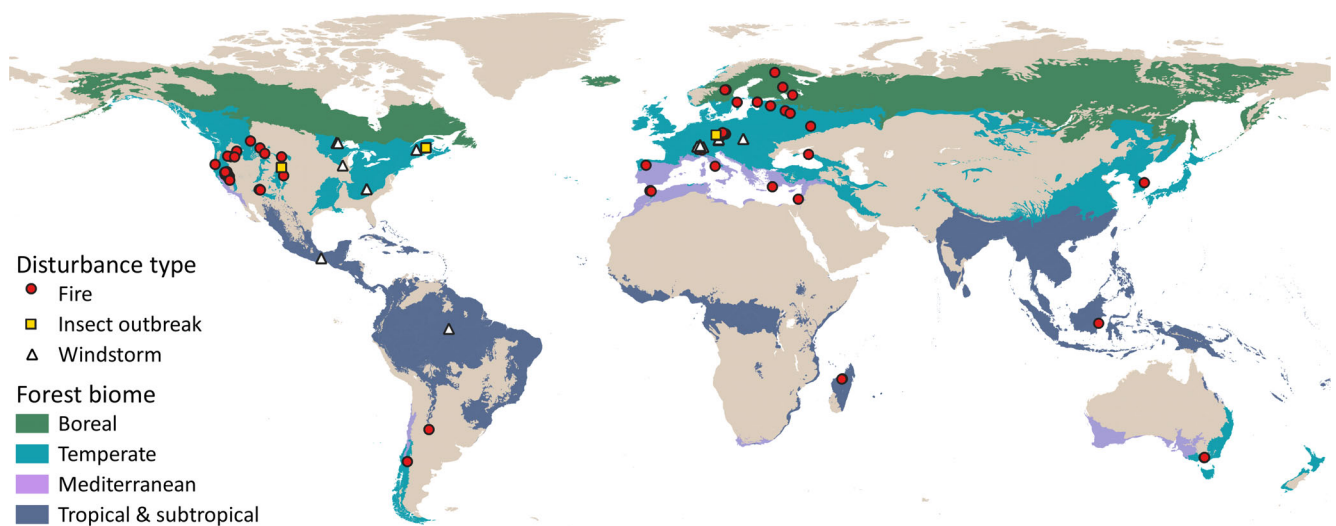 Disturbance type
Fire
Insect outbreak
Windstorm
Forest biome
Boreal
Temperate
Mediterranean
Tropical & subtropical